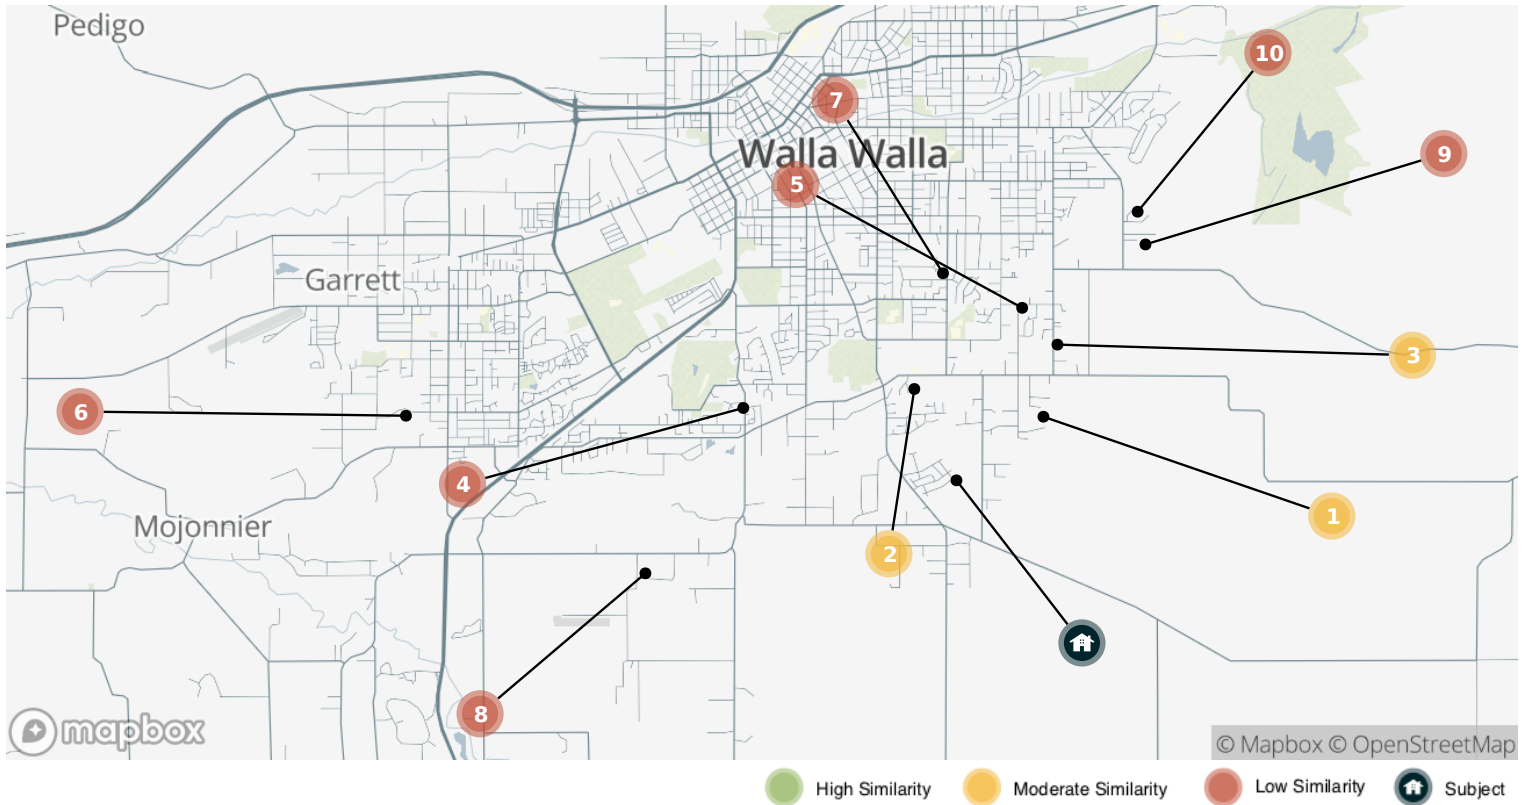 Pedigo
10
7
Walla Walla
9
5
Garrett
3
6
4
1
Mojonnier
2
8
mapbox
© Mapbox © OpenStreetMap
High Similarity
Moderate Similarity
Low Similarity
Subject